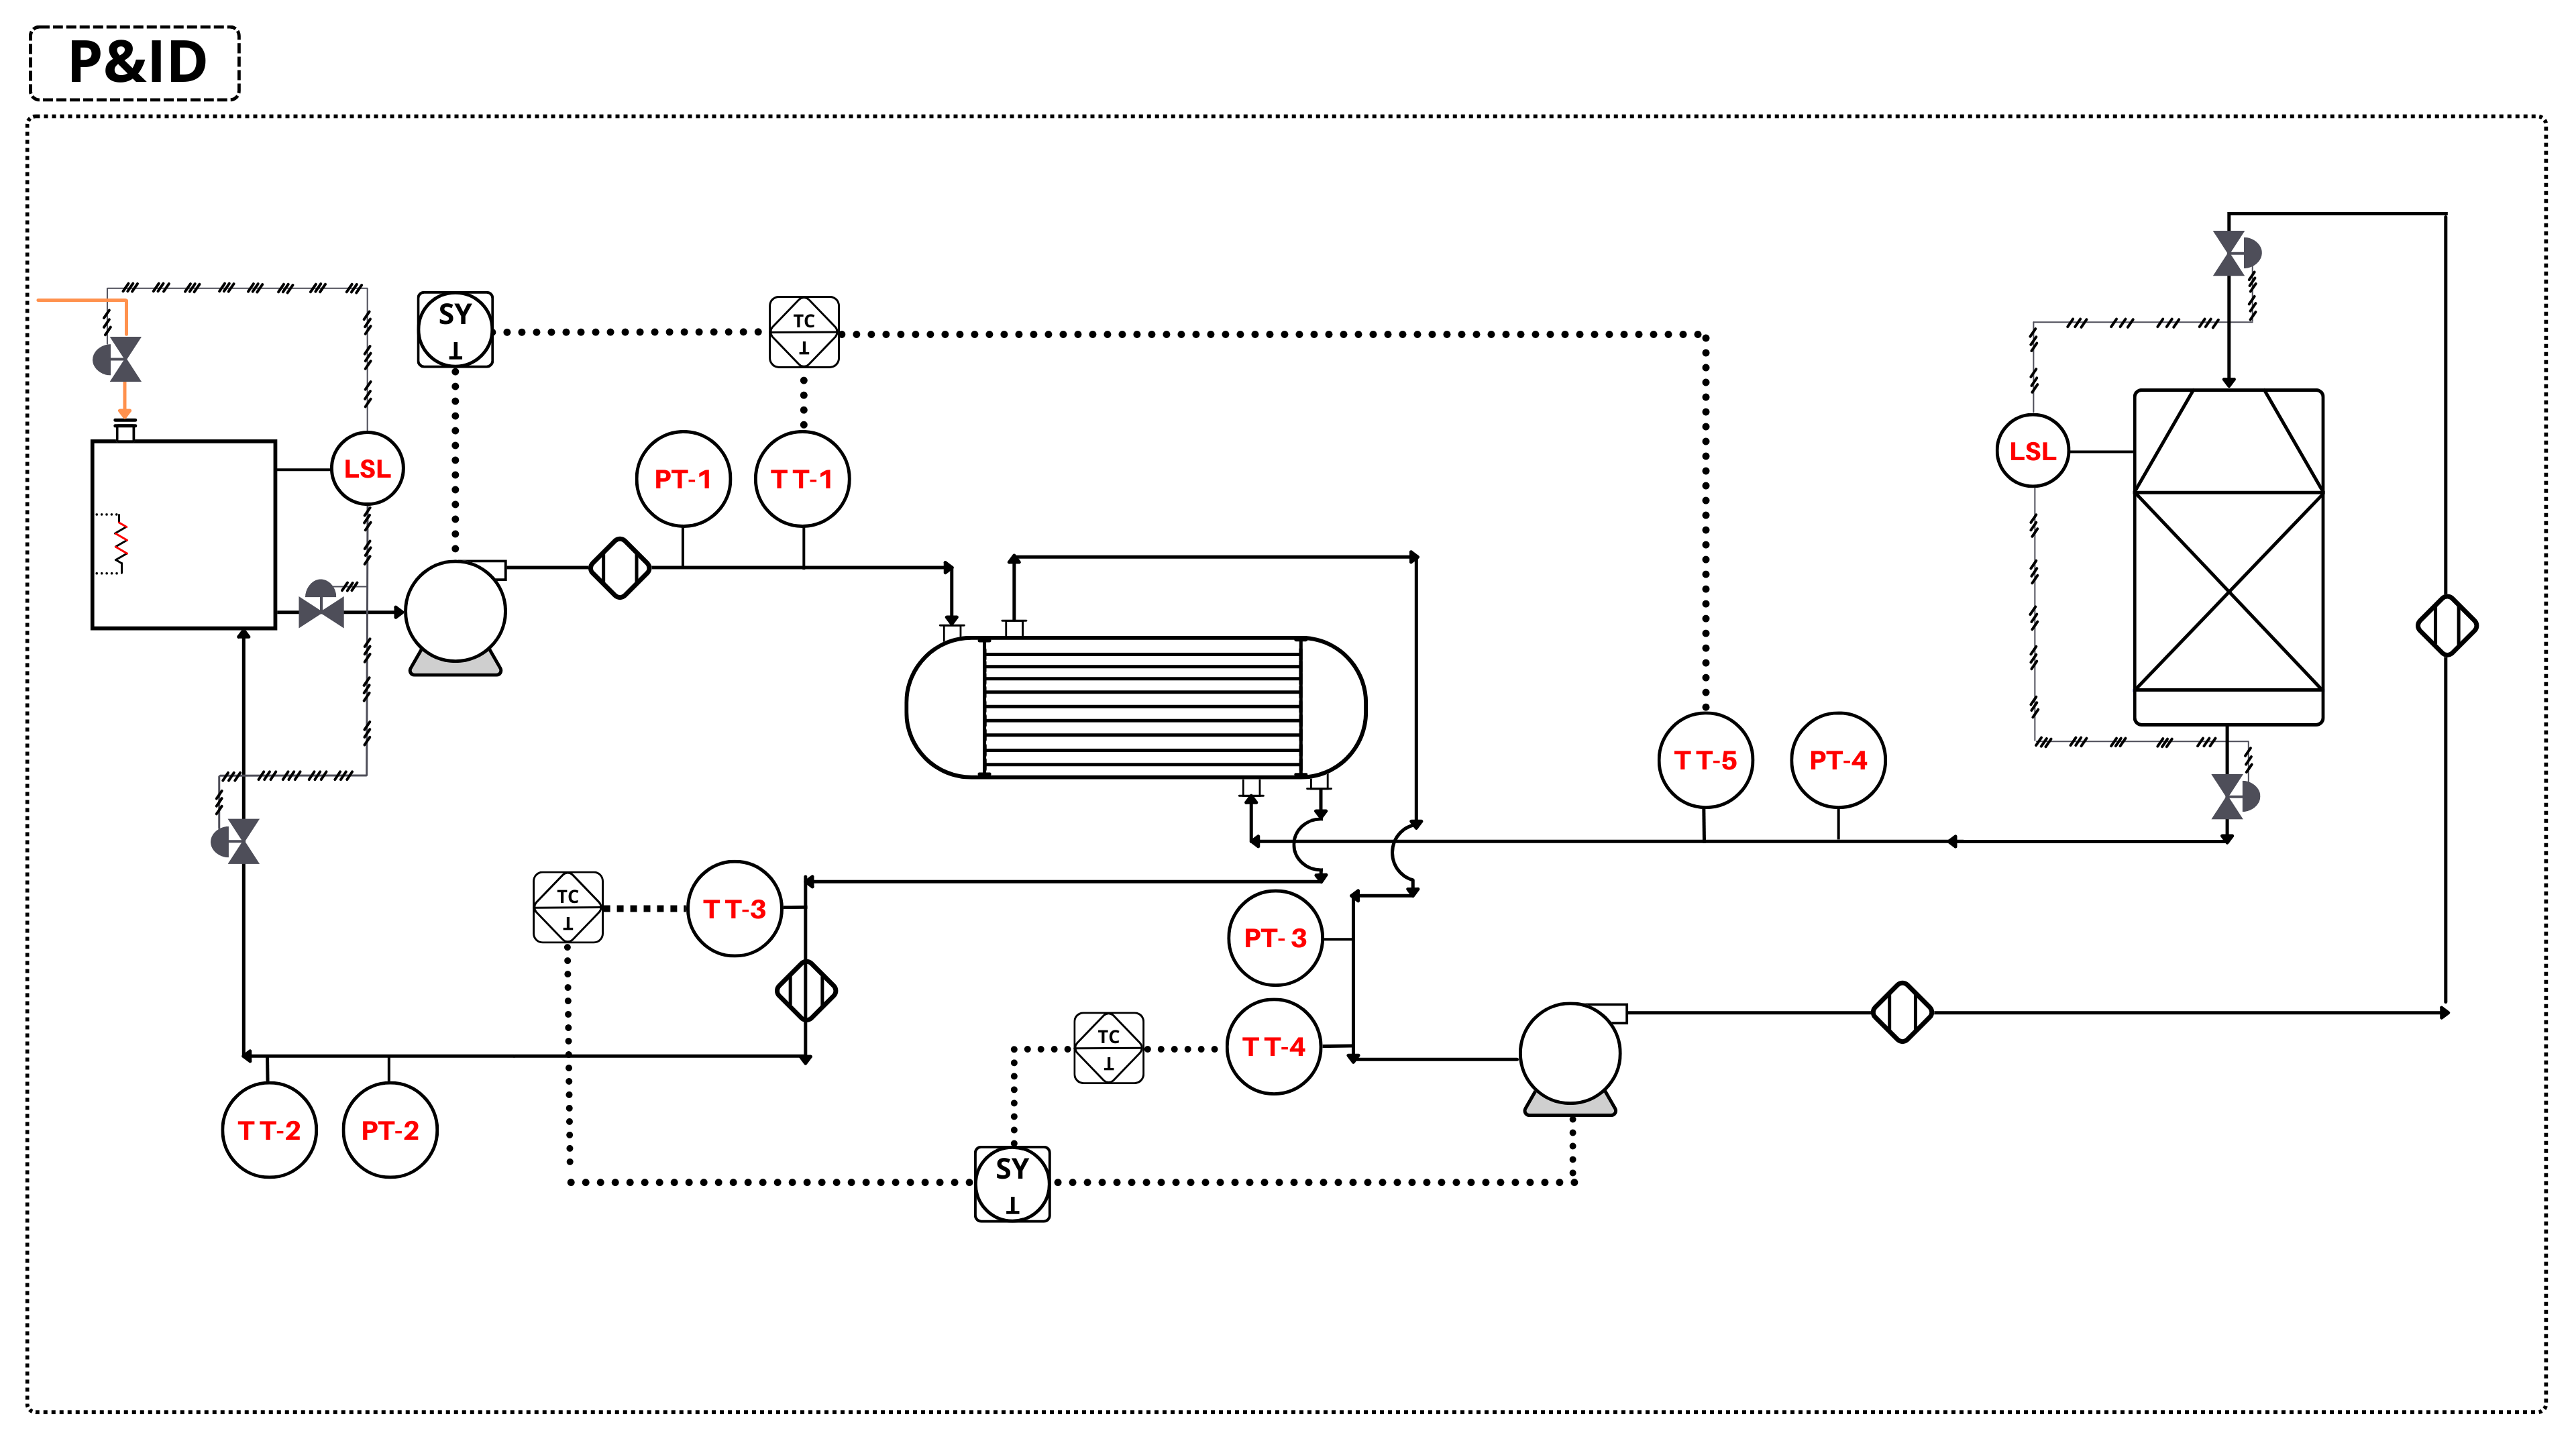 P&ID
SY
⊥
TC
⊥
LSL
PT-1
TT-1
LSL
TT-5
PT-4
TC
⊥
TT-3
PT-3
TC
⊥
TT-4
TT-2
PT-2
SY
⊥